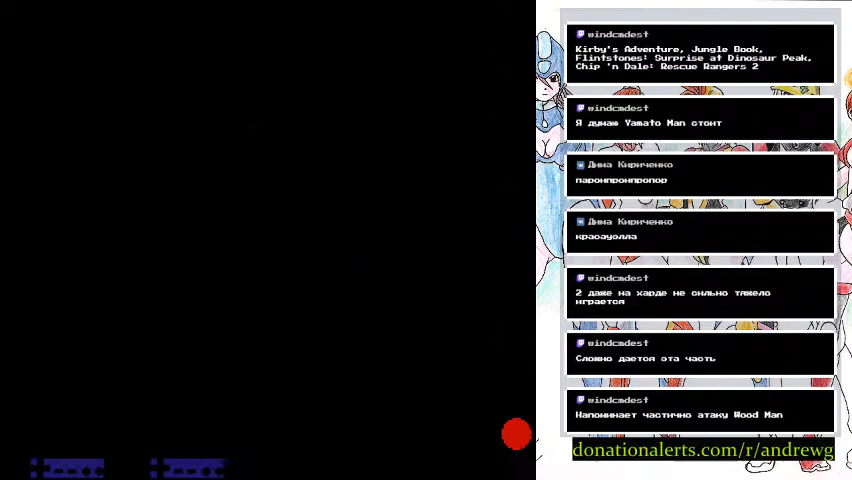 windcmdest
Kirby's Adventure, Jungle Book,
Flintstones: Surprise at Dinosaur Peak,
Chip 'n Dale: Rescue Rangers 2
windcmdest
Я думаю Yamato Man стоит
Дима Кириченко
паронпронпропор
Дима Кириченко
красауолла
windcmdest
2 даже на харде не сильно тяжело
играется
windcmdest
Сложно дается эта часть
windcmdest
Напоминает частично атаку Wood Man
donationalerts.com/r/andrewg